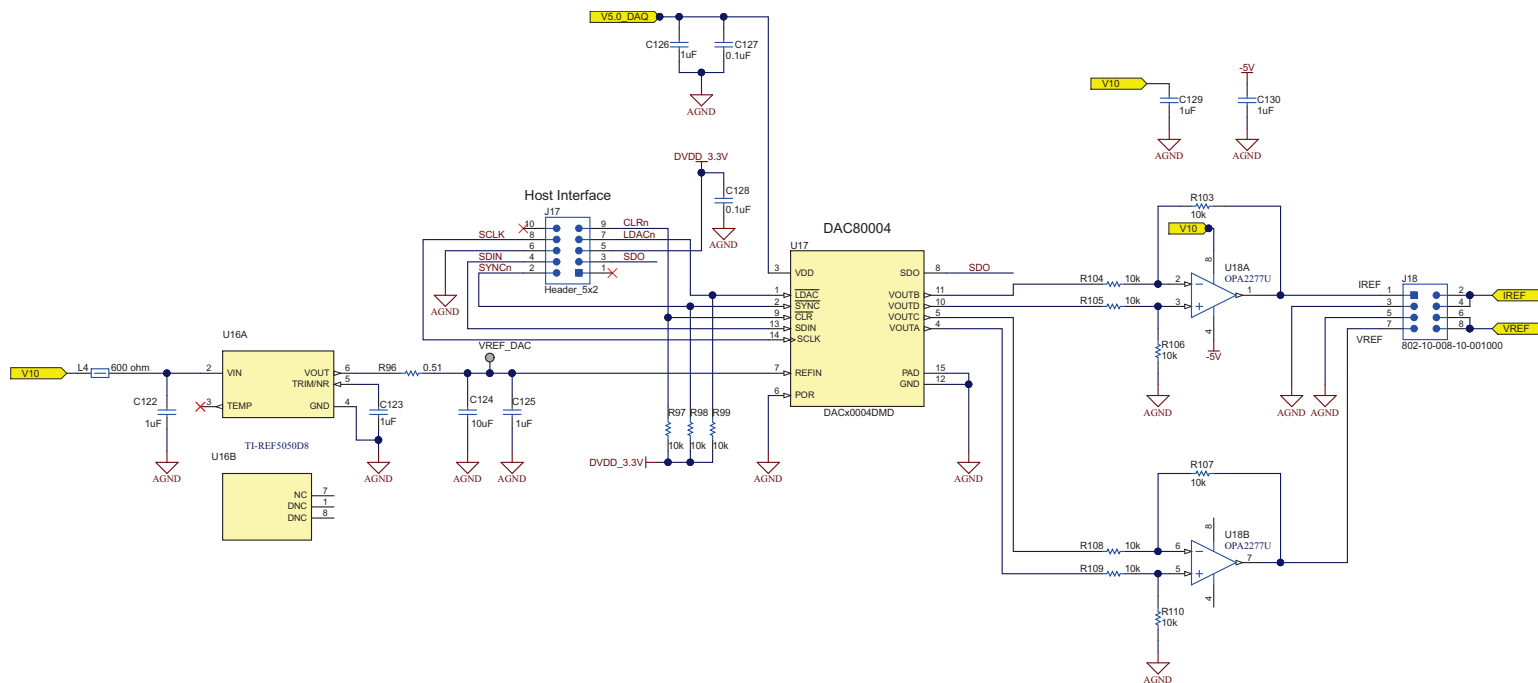 V5.0_DAQ
C126
1uF
C127
0.1uF
AGND
V10
C129
1uF
AGND
-5V
C130
1uF
AGND
DVDD_3.3V
C128
0.1uF
AGND
Host Interface
J17
10 9 CLRn
SCLK 8 7 LDACn
6 5
SDIN 4 3 SDO
SYNCn 2 1
Header_5x2
AGND
DAC80004
U17
3 VDD
1 LDAC
2 SYNC
9 CLR
13 SDIN
14 SCLK
7 REFIN
6 POR
SDO 8 SDO
VOUTB 11
VOUTD 10
VOUTC 5
VOUTA 4
PAD 15
GND 12
DACx0004DMD
AGND
AGND
V10
L4 600 ohm
C122
1uF
AGND
U16A
2 VIN
3 TEMP
VOUT 6
TRIM/NR 5
GND 4
TI-REF5050D8
C123
1uF
AGND
R96 0.51
VREF_DAC
C124
10uF
AGND
C125
1uF
AGND
R97 R98 R99
10k 10k 10k
DVDD_3.3V
U16B
NC 7
DNC 1
DNC 8
R103
10k
V10
8
R104 10k
R105 10k
2
3
1
4
-5V
U18A
OPA2277U
R106
10k
AGND
R107
10k
8
R108 10k
R109 10k
6
5
7
4
U18B
OPA2277U
R110
10k
AGND
J18
IREF 1 2 IREF
3 4
5 6
VREF 7 8 VREF
802-10-008-10-001000
AGND AGND